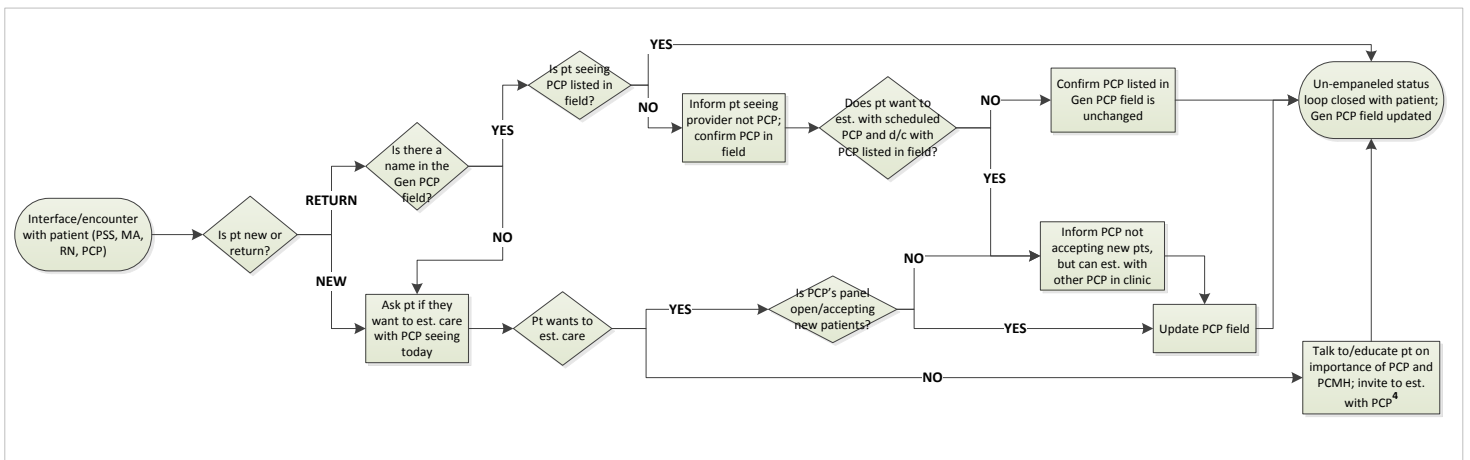 YES
Is pt seeing
PCP listed in
field?
NO
Inform pt seeing
provider not PCP;
confirm PCP in
field
Does pt want to
est. with scheduled
PCP and d/c with
PCP listed in field?
NO
Confirm PCP listed in
Gen PCP field is
unchanged
Un-empaneled status
loop closed with patient;
Gen PCP field updated
YES
Is there a
name in the
Gen PCP
field?
YES
RETURN
Interface/encounter
with patient (PSS, MA,
RN, PCP)
Is pt new or
return?
NO
NEW
Ask pt if they
want to est. care
with PCP seeing
today
Pt wants to
est. care
YES
Is PCP’s panel
open/accepting
new patients?
NO
Inform PCP not
accepting new pts,
but can est. with
other PCP in clinic
YES
Update PCP field
NO
Talk to/educate pt on
importance of PCP and
PCMH; invite to est.
with PCP⁴